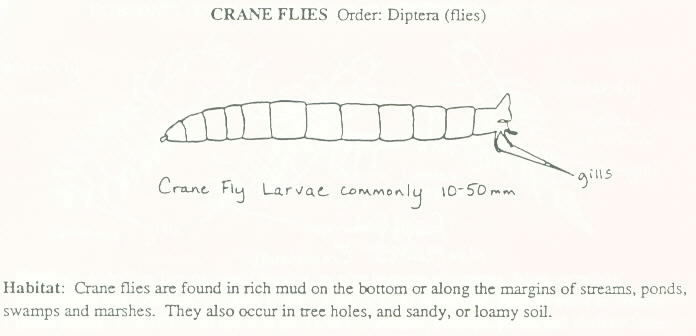 CRANE FLIES Order: Diptera (flies)
gills
Crane Fly Larvae commonly 10-50mm
Habitat: Crane flies are found in rich mud on the bottom or along the margins of streams, ponds,
swamps and marshes. They also occur in tree holes, and sandy, or loamy soil.